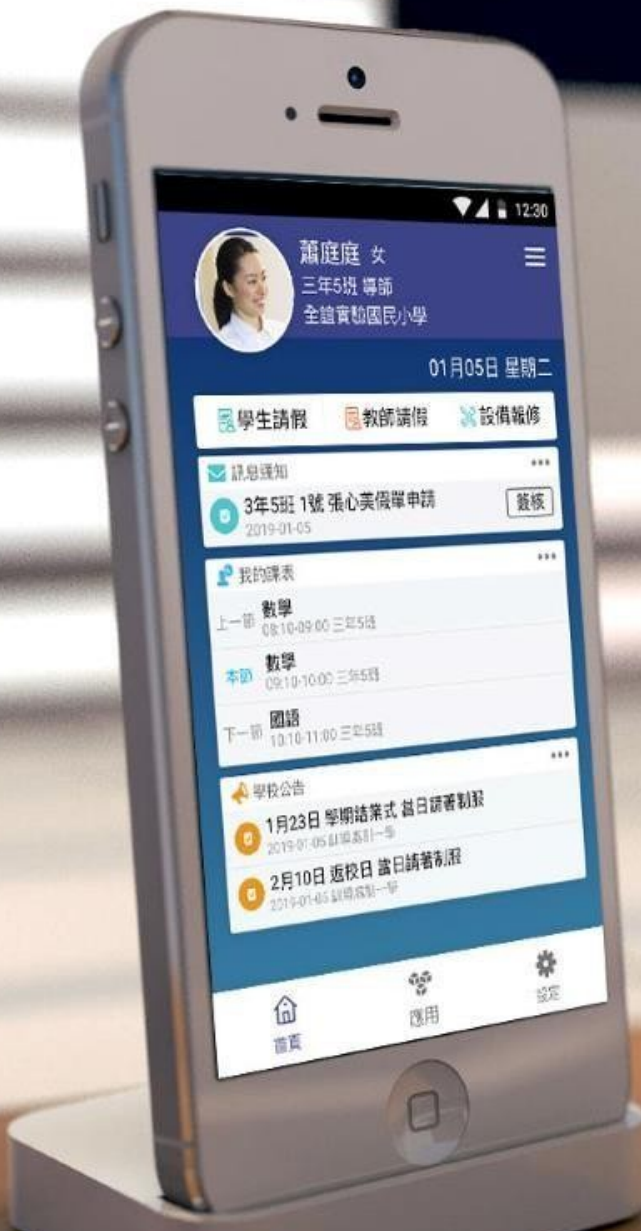 12:30
蕭庭庭 女
三年5班 導師
全誼實驗國民小學
01月05日 星期二
學生請假 教師請假 設備報修
訊息通知
3年5班 1號 張心美假單申請 簽核
2019-01-05
我的課表
上一節 數學
08:10-09:00 三年5班
本節 數學
09:10-10:00 三年5班
下一節 國語
10:10-11:00 三年5班
學校公告
1月23日 學期結業式 當日請著制服
2019-01-05
2月10日 返校日 當日請著制服
2019-01-05
首頁 應用 設定